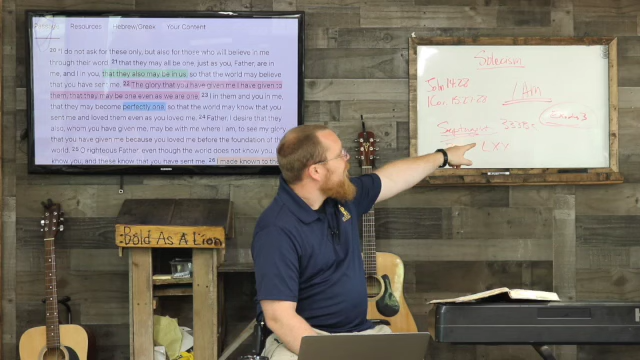 Resources Hebrew/Greek Your Content
20 "I do not ask for these only, but also for those who will believe in me
through their word, 21 that they may all be one, just as you, Father, are in
me, and I in you, that they also may be in us, so that the world may believe
that you have sent me. 22 The glory that you have given me I have given to
them, that they may be one even as we are one, 23 I in them and you in me,
that they may become perfectly one, so that the world may know that you
sent me and loved them even as you loved me. 24 Father, I desire that they
also, whom you have given me, may be with me where I am, to see my glory
that you have given me because you loved me before the foundation of the
world. 25 O righteous Father, even though the world does not know you, I
know you, and these know that you have sent me. 26 I made known to the
Bold As A Lion
I AM
LXX